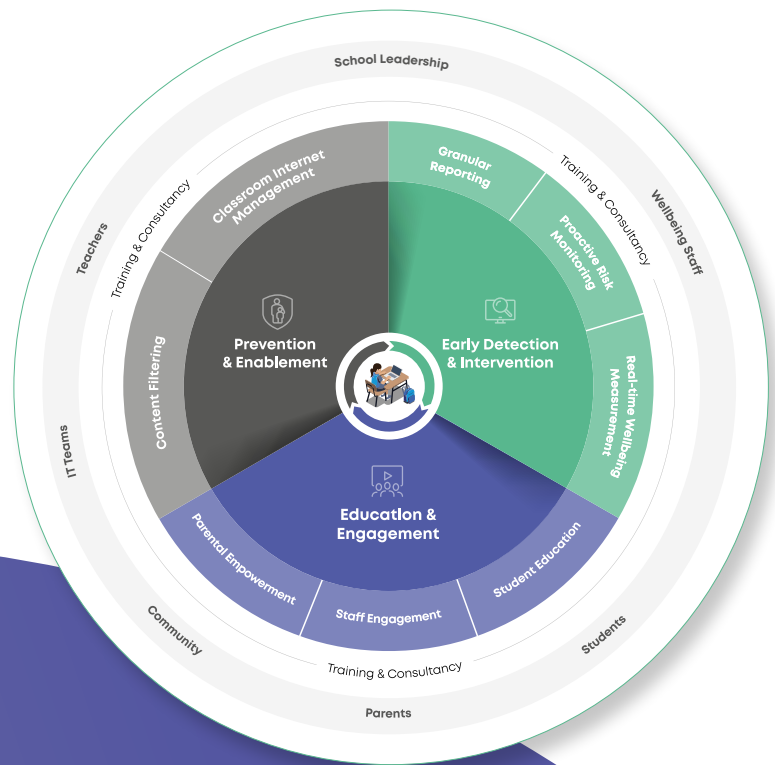 School Leadership
Teachers
Training & Consultancy
Classroom Internet
Management
Granular
Reporting
Training & Consultancy
Wellbeing Staff
Proactive Risk
Monitoring
Prevention
& Enablement
Early Detection
& Intervention
Content Filtering
Real-time Wellbeing
Measurement
IT Teams
Education &
Engagement
Parental Empowerment
Staff Engagement
Student Education
Community
Training & Consultancy
Students
Parents